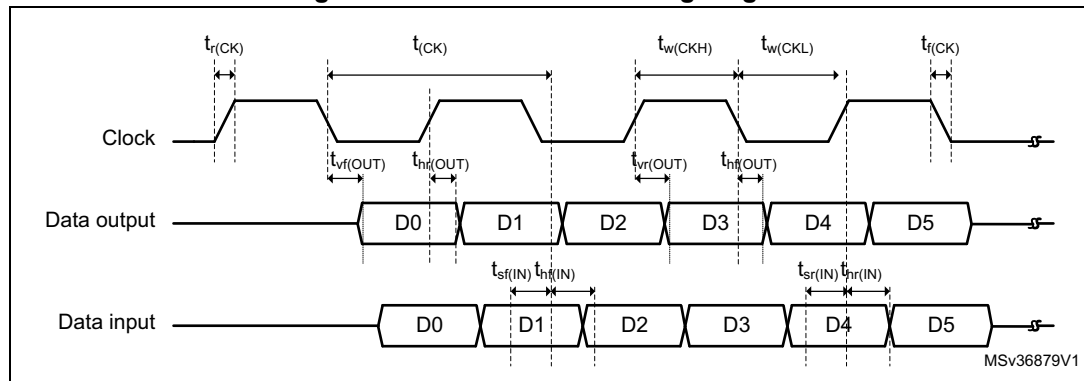 t_r(CK) t_(CK) t_w(CKH) t_w(CKL) t_f(CK)
Clock
t_vf(OUT) t_hr(OUT) t_vr(OUT) t_hf(OUT)
Data output D0 D1 D2 D3 D4 D5
t_sf(IN) t_hf(IN) t_sr(IN) t_hr(IN)
Data input D0 D1 D2 D3 D4 D5
MSv36879V1